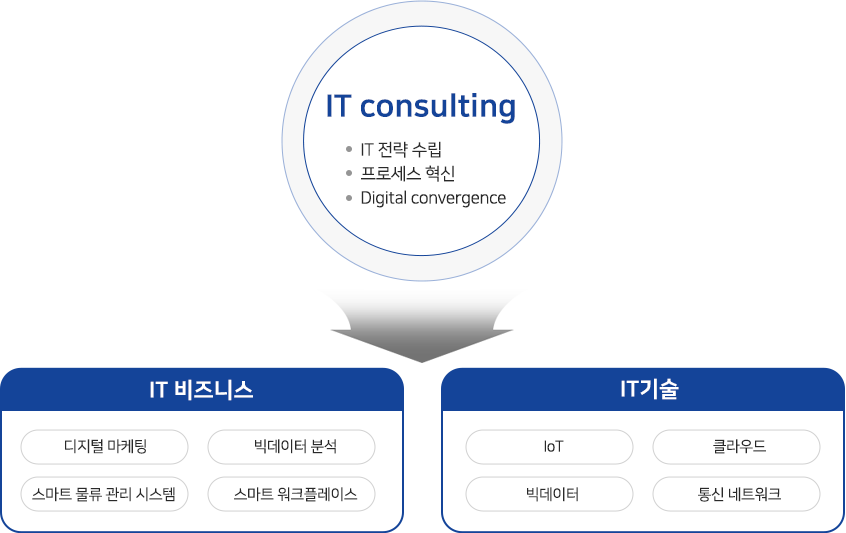 IT consulting
IT 전략 수립
프로세스 혁신
Digital convergence
IT 비즈니스
디지털 마케팅
빅데이터 분석
스마트 물류 관리 시스템
스마트 워크플레이스
IT기술
IoT
클라우드
빅데이터
통신 네트워크